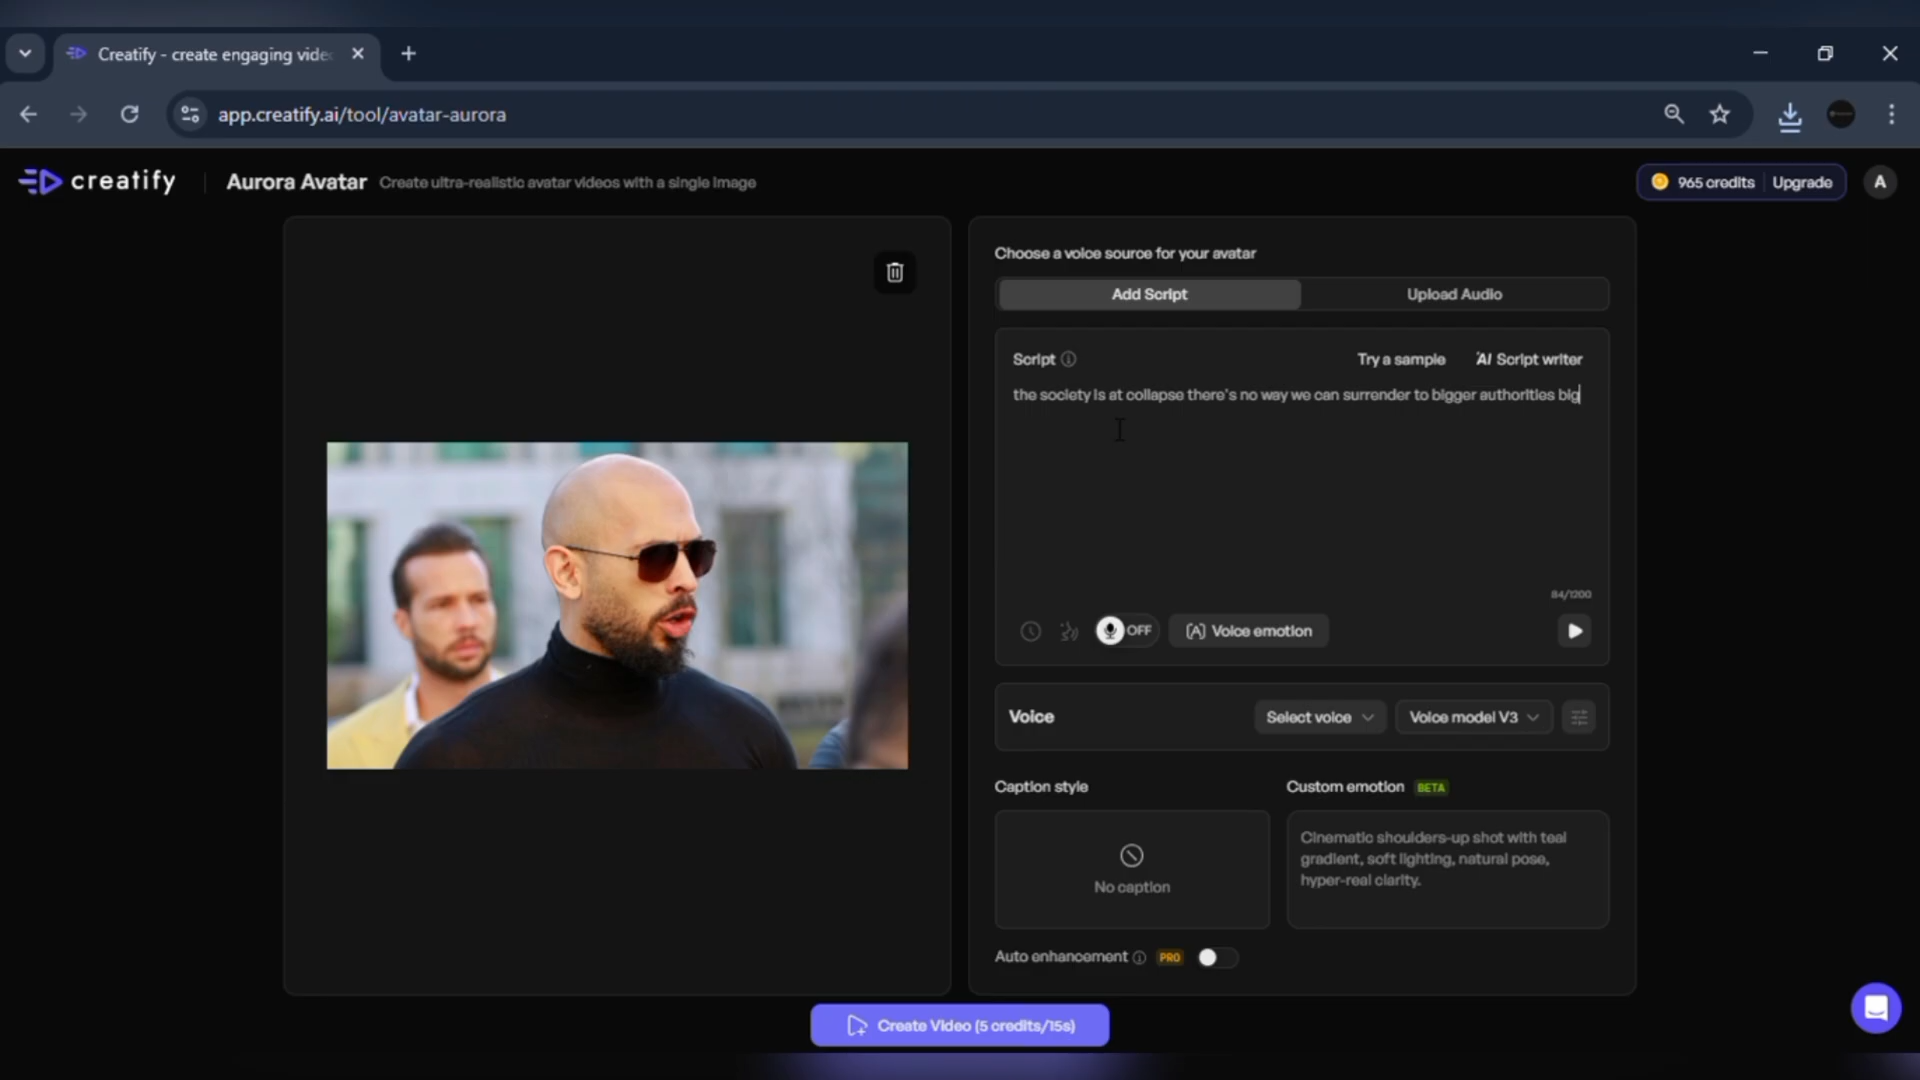 Creatify - create engaging vide
app.creatify.ai/tool/avatar-aurora
creatify
Aurora Avatar Create ultra-realistic avatar videos with a single image
965 credits Upgrade A
Choose a voice source for your avatar
Add Script Upload Audio
Script Try a sample AI Script writer
the society is at collapse there's no way we can surrender to bigger authorities big
84/1200
OFF (A) Voice emotion
Voice Select voice Voice model V3
Caption style Custom emotion BETA
Cinematic shoulders-up shot with teal
gradient, soft lighting, natural pose,
hyper-real clarity.
No caption
Auto enhancement PRO
Create Video (5 credits/15s)